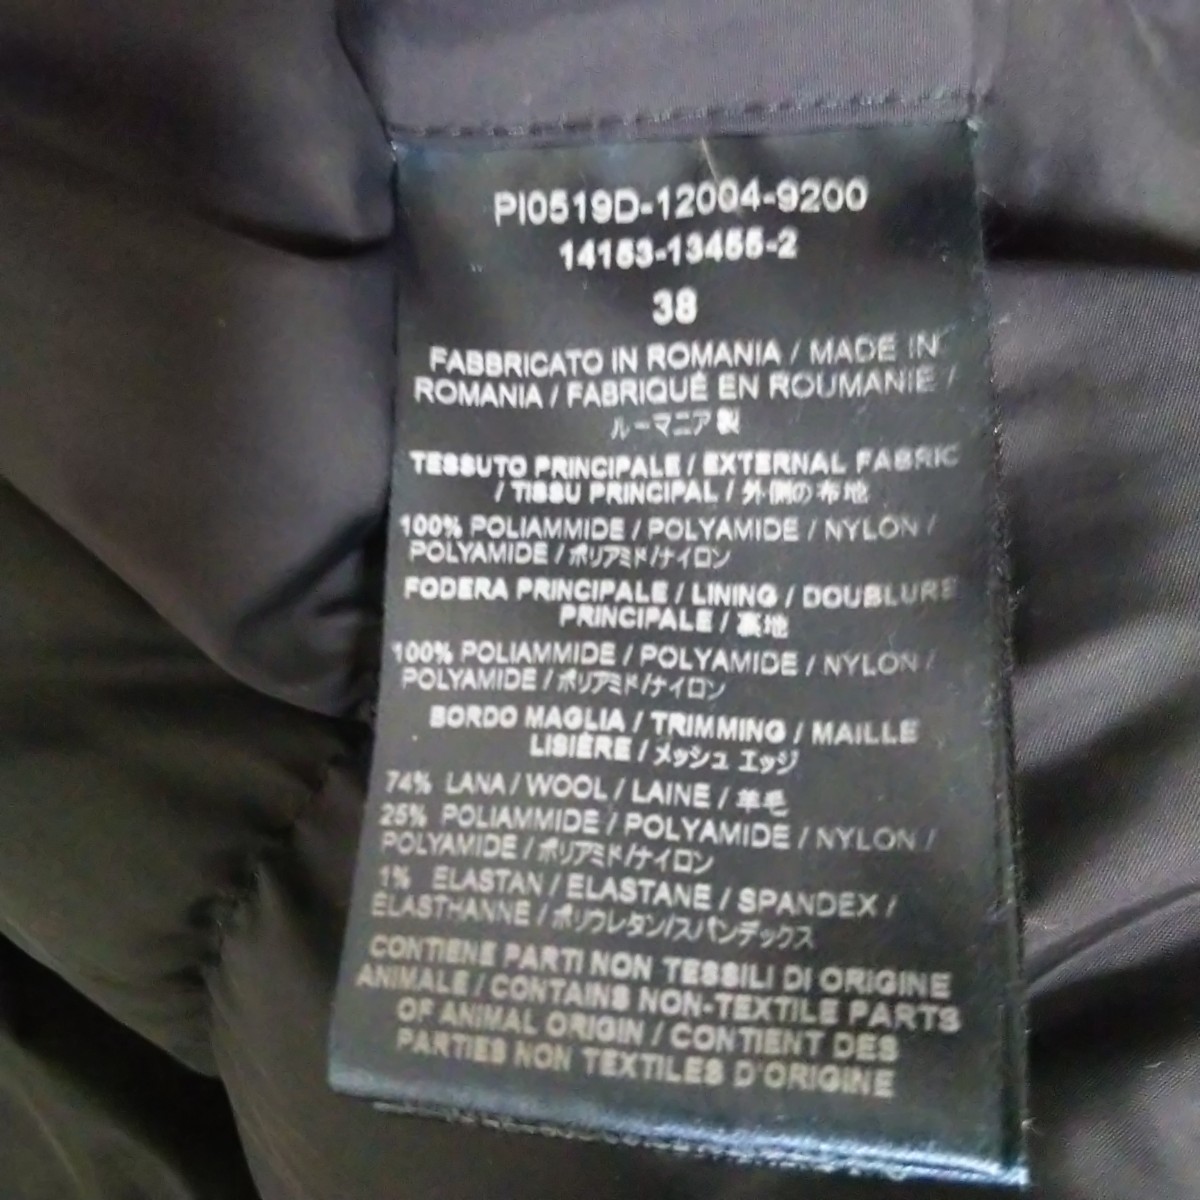 PI0519D-12004-9200
14153-13455-2
38
FABBRICATO IN ROMANIA / MADE IN
ROMANIA / FABRIQUÉ EN ROUMANIE /
ルーマニア製
TESSUTO PRINCIPALE / EXTERNAL FABRIC
/ TISSU PRINCIPAL / 外側の布地
100% POLIAMMIDE / POLYAMIDE / NYLON /
POLYAMIDE / ポリアミド/ナイロン
FODERA PRINCIPALE / LINING / DOUBLURE
PRINCIPALE / 裏地
100% POLIAMMIDE / POLYAMIDE / NYLON /
POLYAMIDE / ポリアミド/ナイロン
BORDO MAGLIA / TRIMMING / MAILLE
LISIÈRE / メッシュ エッジ
74% LANA / WOOL / LAINE / 羊毛
25% POLIAMMIDE / POLYAMIDE / NYLON /
POLYAMIDE / ポリアミド/ナイロン
1% ELASTAN / ELASTANE / SPANDEX /
ÉLASTHANNE / ポリウレタン/スパンデックス
CONTIENE PARTI NON TESSILI DI ORIGINE
ANIMALE / CONTAINS NON-TEXTILE PARTS
OF ANIMAL ORIGIN / CONTIENT DES
PARTIES NON TEXTILES D'ORIGINE